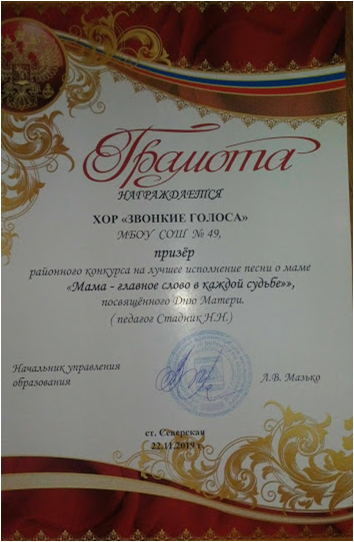 Грамота
НАГРАЖДАЕТСЯ
ХОР «ЗВОНКИЕ ГОЛОСА»
МБОУ СОШ № 49,
призёр
районного конкурса на лучшее исполнение песни о маме
«Мама - главное слово в каждой судьбе»»,
посвящённого Дню Матери.
( педагог Стадник Н.Н.)
Начальник управления
образования
Л.В. Мазько
ст. Северская
22.11.2019 г.